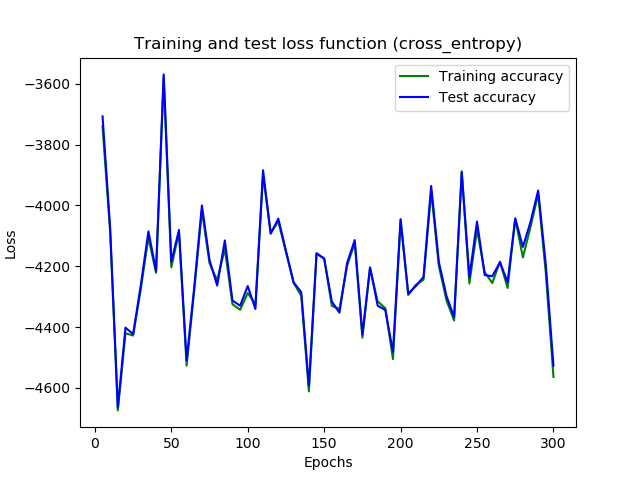 Training and test loss function (cross_entropy)
Training accuracy
Test accuracy
Loss
−3600
−3800
−4000
−4200
−4400
−4600
0 50 100 150 200 250 300
Epochs